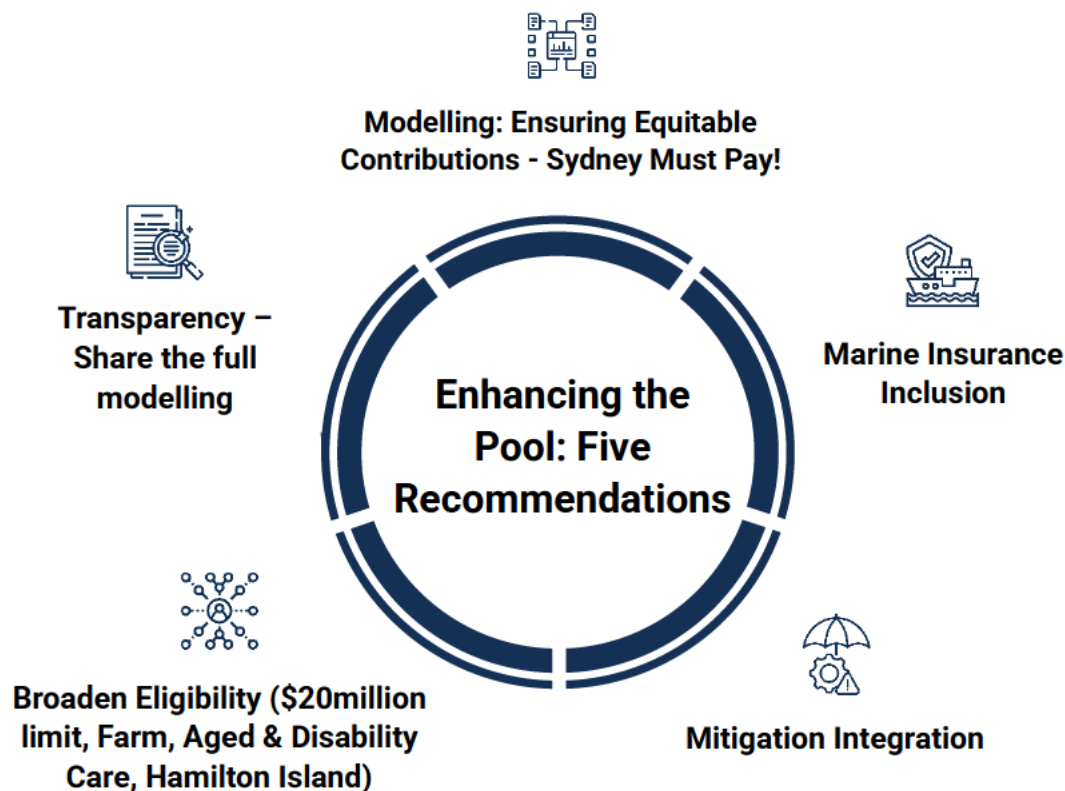 Modelling: Ensuring Equitable
Contributions - Sydney Must Pay!
Transparency –
Share the full
modelling
Marine Insurance
Inclusion
Enhancing the
Pool: Five
Recommendations
Broaden Eligibility ($20million
limit, Farm, Aged & Disability
Care, Hamilton Island)
Mitigation Integration